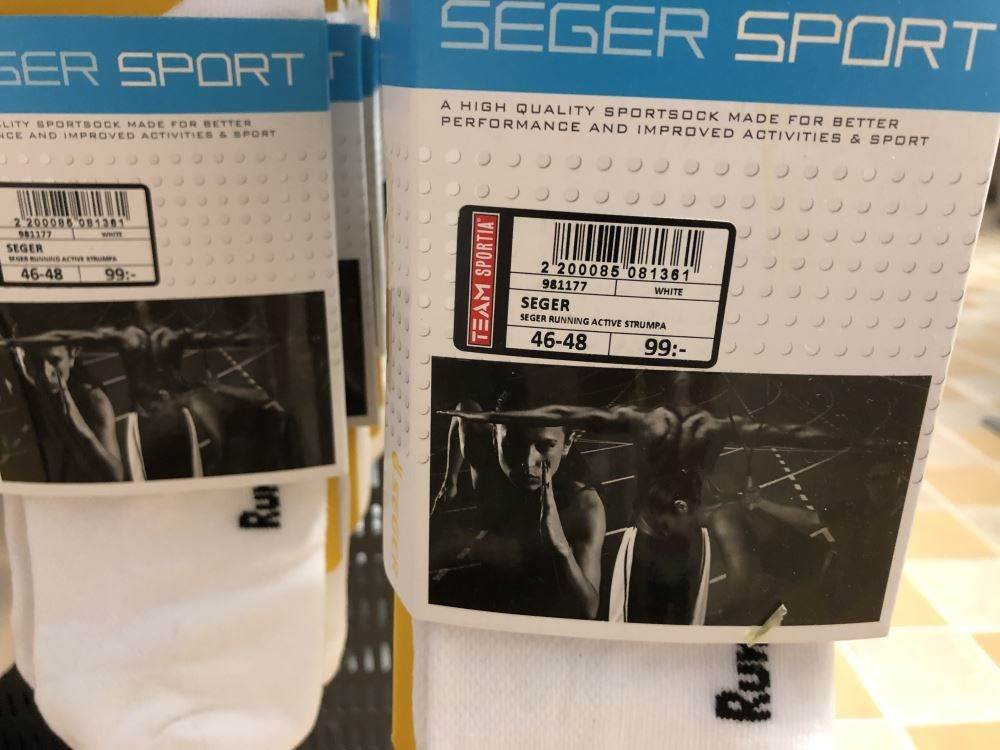 SER SPORT
LITY SPORTSOCK MADE FOR BETTER
NCE AND IMPROVED ACTIVITIES & SPORT
2 200085 081361
981177 WHITE
SEGER
SEGER RUNNING ACTIVE STRUMPA
46-48 99:-
Ru
T
SEGER SPORT
A HIGH QUALITY SPORTSOCK MADE FOR BETTER
PERFORMANCE AND IMPROVED ACTIVITIES & SPORT
TEAM SPORTIA
2 200085 081361
981177 WHITE
SEGER
SEGER RUNNING ACTIVE STRUMPA
46-48 99:-
SEGER
Run